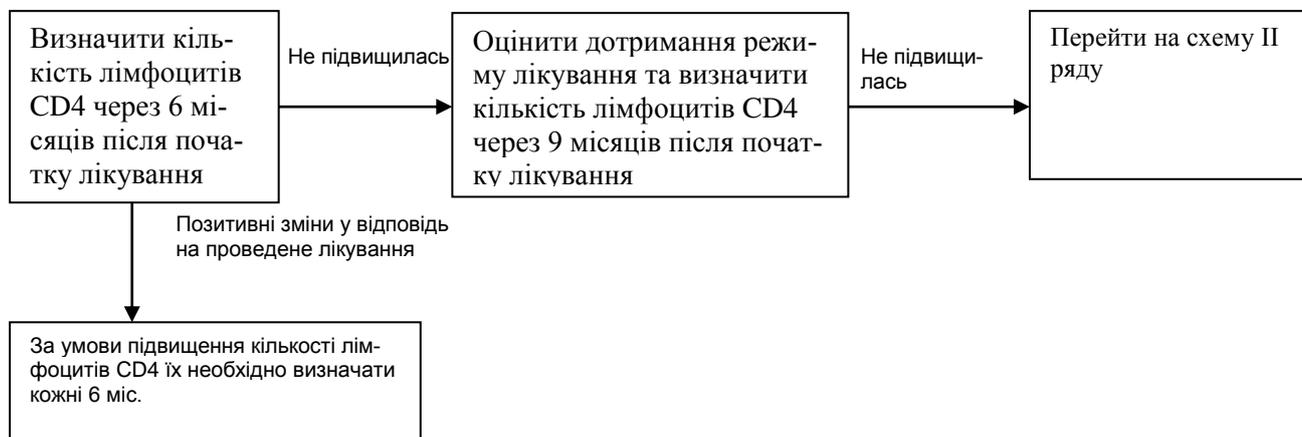 Визначити кіль-
кість лімфоцитів
CD4 через 6 мі-
сяців після поча-
тку лікування
Не підвищилась
Оцінити дотримання режи-
му лікування та визначити
кількість лімфоцитів CD4
через 9 місяців після почат-
ку лікування
Не підвищи-
лась
Перейти на схему ІІ
ряду
Позитивні зміни у відповідь
на проведене лікування
За умови підвищення кількості лім-
фоцитів CD4 їх необхідно визначати
кожні 6 міс.